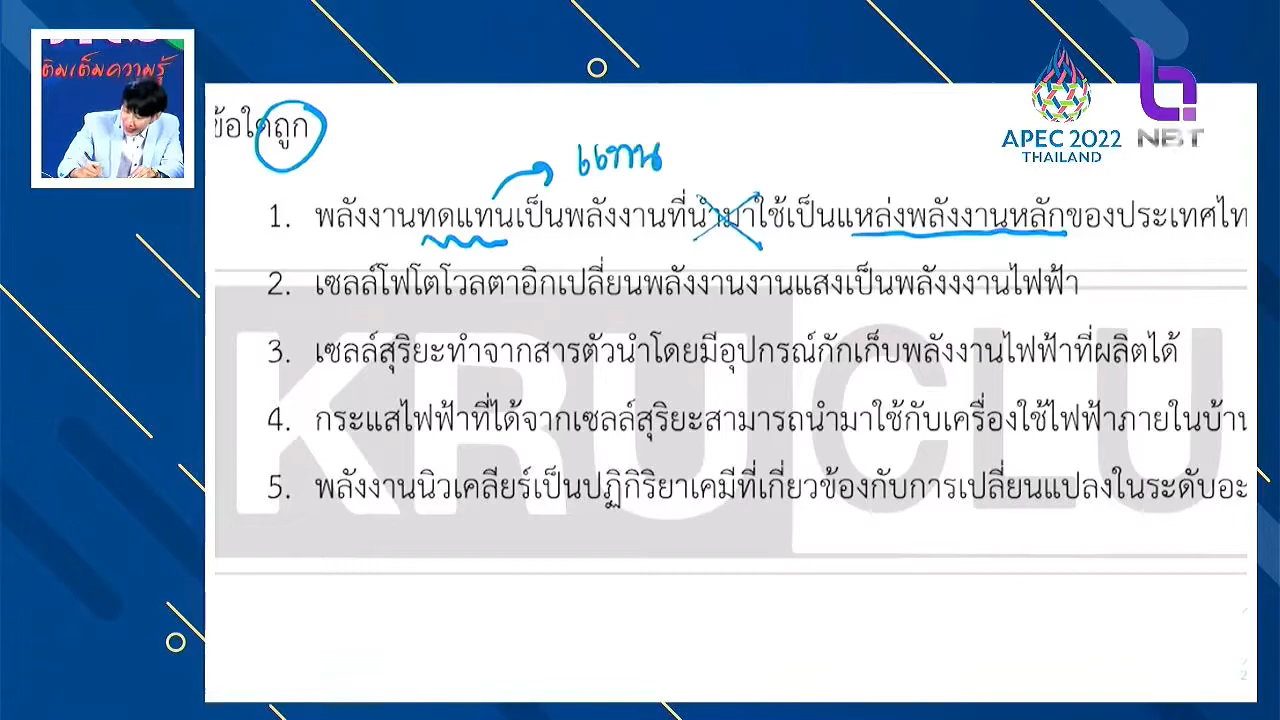 ติมเต็มความรู้
APEC 2022
THAILAND
NBT
ข้อใดถูก
แทน
1. พลังงานทดแทนเป็นพลังงานที่นำมาใช้เป็นแหล่งพลังงานหลักของประเทศไท
2. เซลล์โฟโตโวลตาอิกเปลี่ยนพลังงานงานแสงเป็นพลังงงานไฟฟ้า
3. เซลล์สุริยะทำจากสารตัวนำโดยมีอุปกรณ์กักเก็บพลังงานไฟฟ้าที่ผลิตได้
4. กระแสไฟฟ้าที่ได้จากเซลล์สุริยะสามารถนำมาใช้กับเครื่องใช้ไฟฟ้าภายในบ้าน
5. พลังงานนิวเคลียร์เป็นปฏิกิริยาเคมีที่เกี่ยวข้องกับการเปลี่ยนแปลงในระดับอะ
KRU CLU